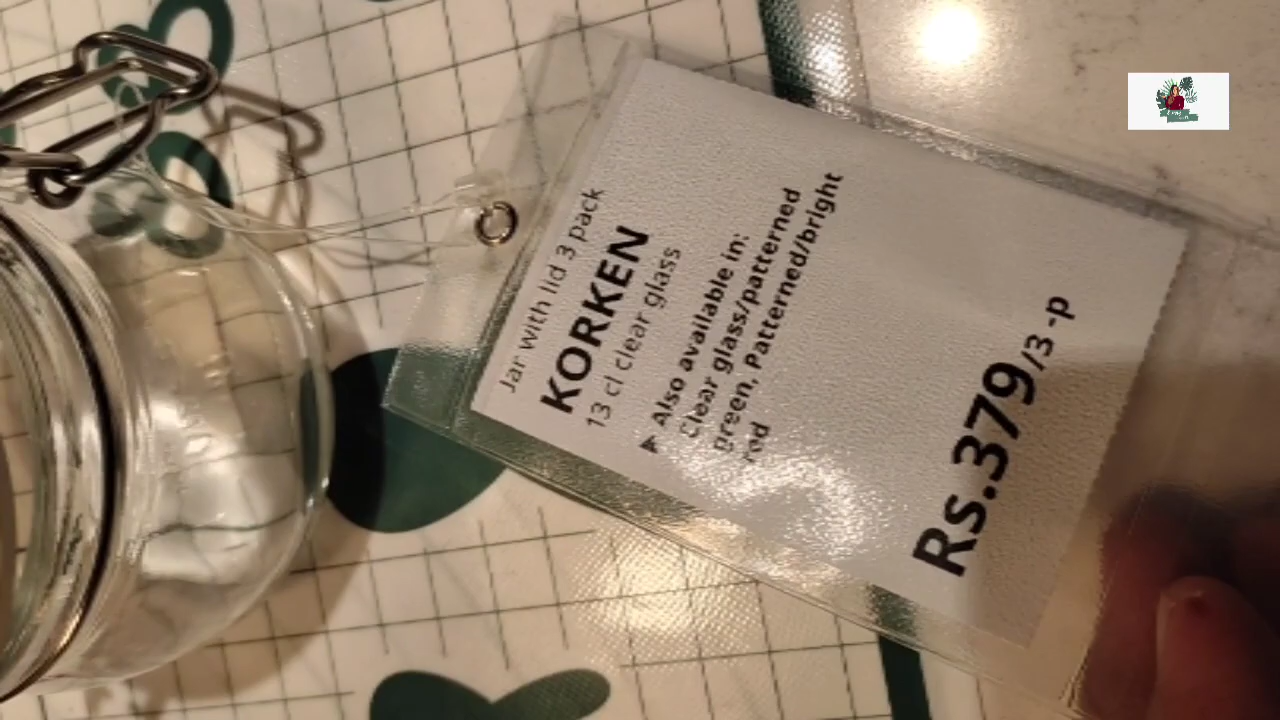 Jar with lid 3 pack
KORKEN
13 cl clear glass
▶ Also available in:
Clear glass/patterned
green, Patterned/bright
red
Rs.379/3 -p